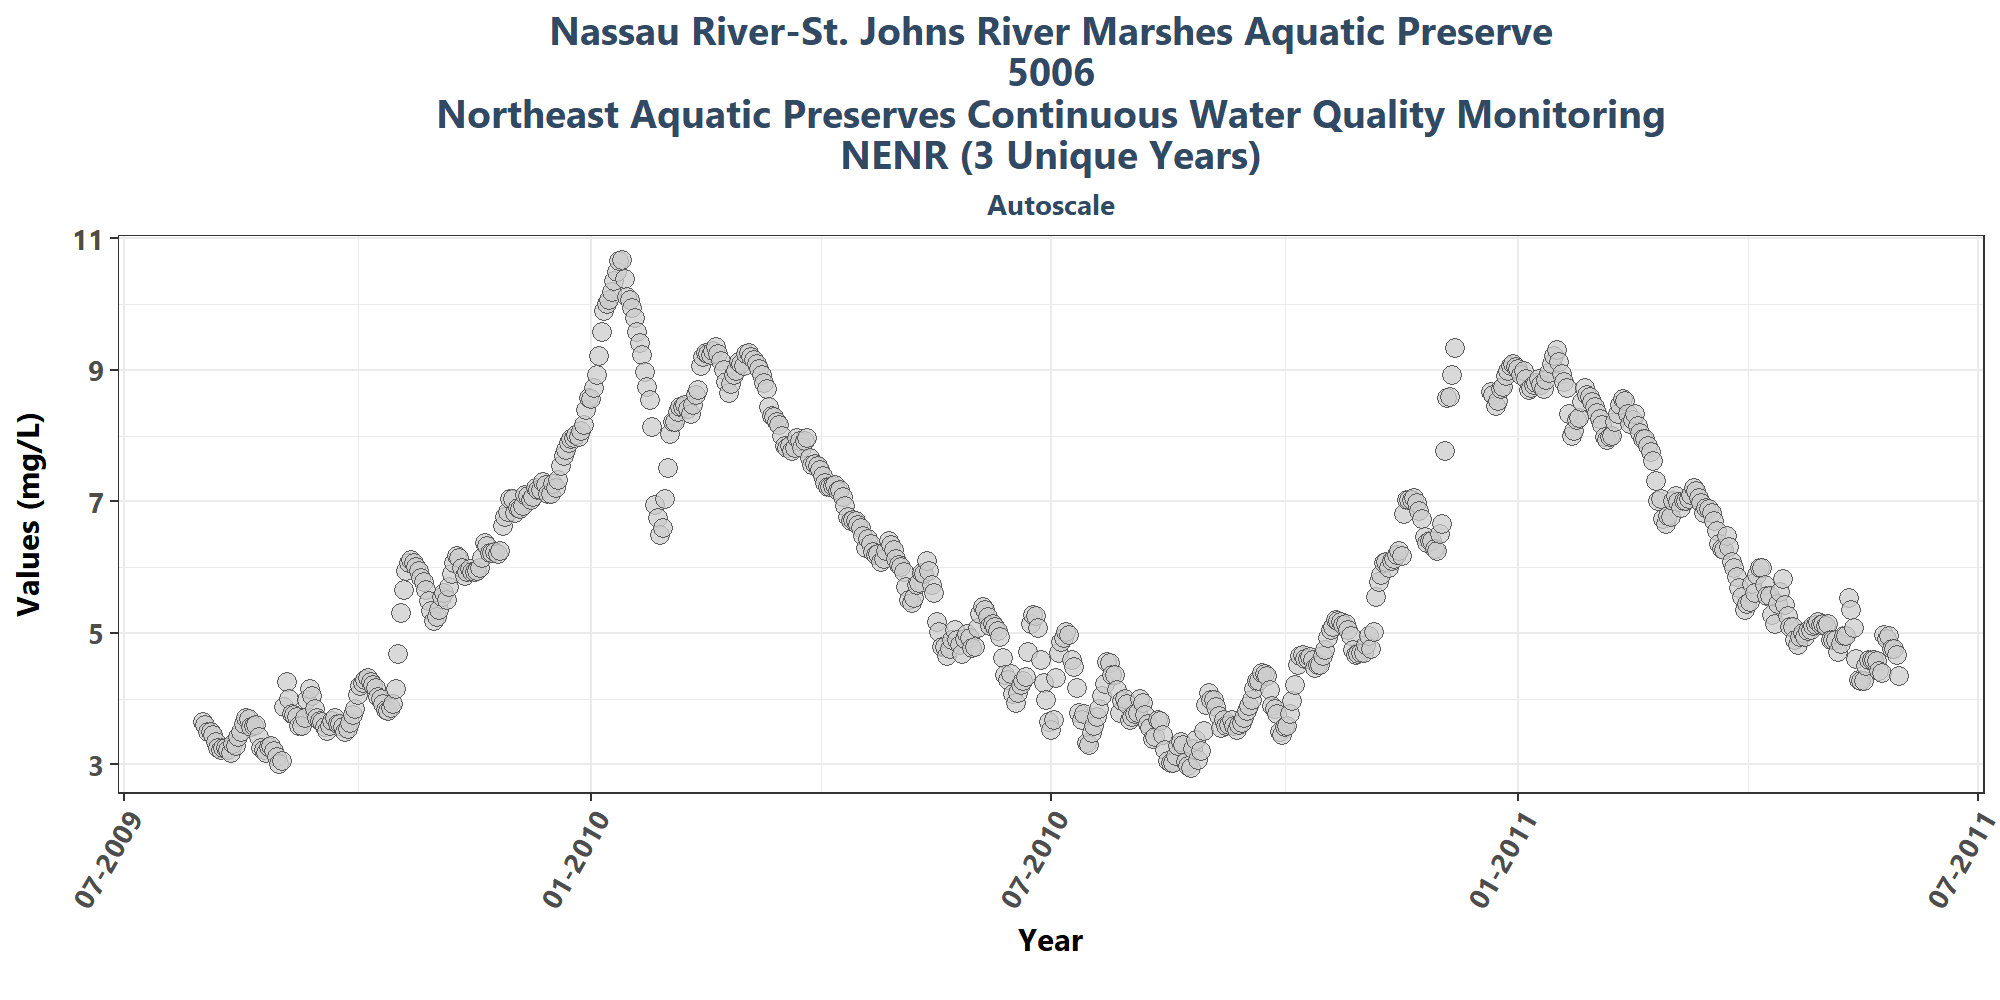 Nassau River-St. Johns River Marshes Aquatic Preserve
5006
Northeast Aquatic Preserves Continuous Water Quality Monitoring
NENR (3 Unique Years)
Autoscale
11
9
7
5
3
Values (mg/L)
07-2009
01-2010
07-2010
01-2011
07-2011
Year